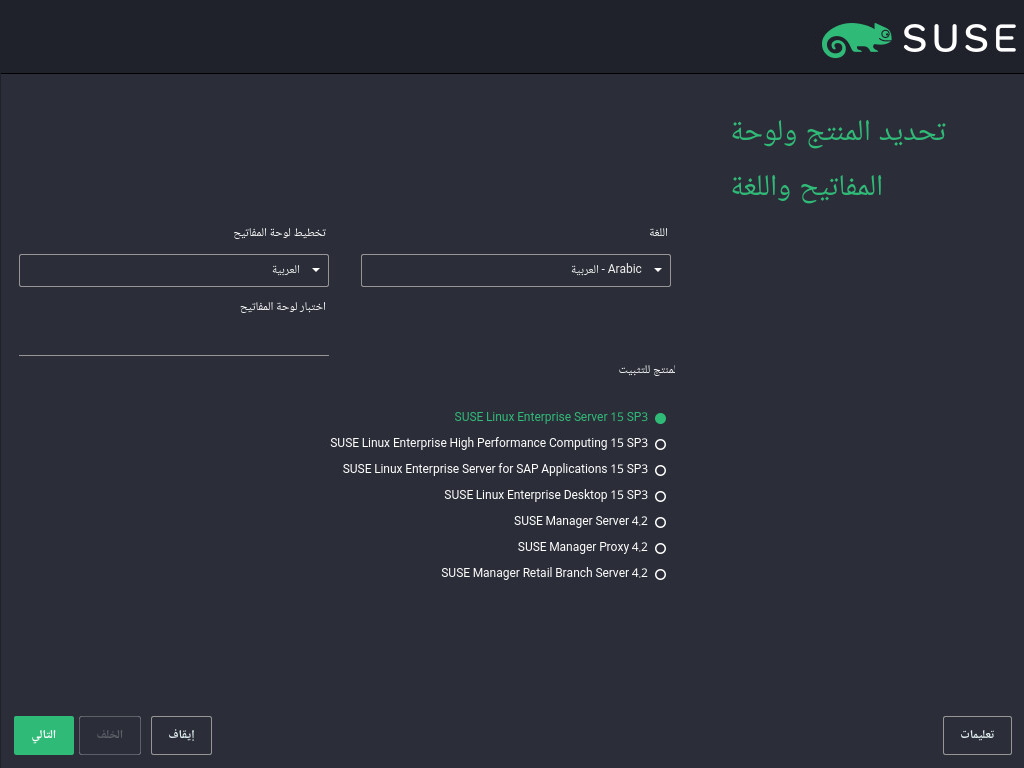 SUSE
تحديد المنتج ولوحة
المفاتيح واللغة
اللغة
العربية - Arabic
تخطيط لوحة المفاتيح
العربية
اختبار لوحة المفاتيح
لمنتج للتثبيت
SUSE Linux Enterprise Server 15 SP3
SUSE Linux Enterprise High Performance Computing 15 SP3
SUSE Linux Enterprise Server for SAP Applications 15 SP3
SUSE Linux Enterprise Desktop 15 SP3
SUSE Manager Server 4.2
SUSE Manager Proxy 4.2
SUSE Manager Retail Branch Server 4.2
تعليمات
إيقاف
الخلف
التالي